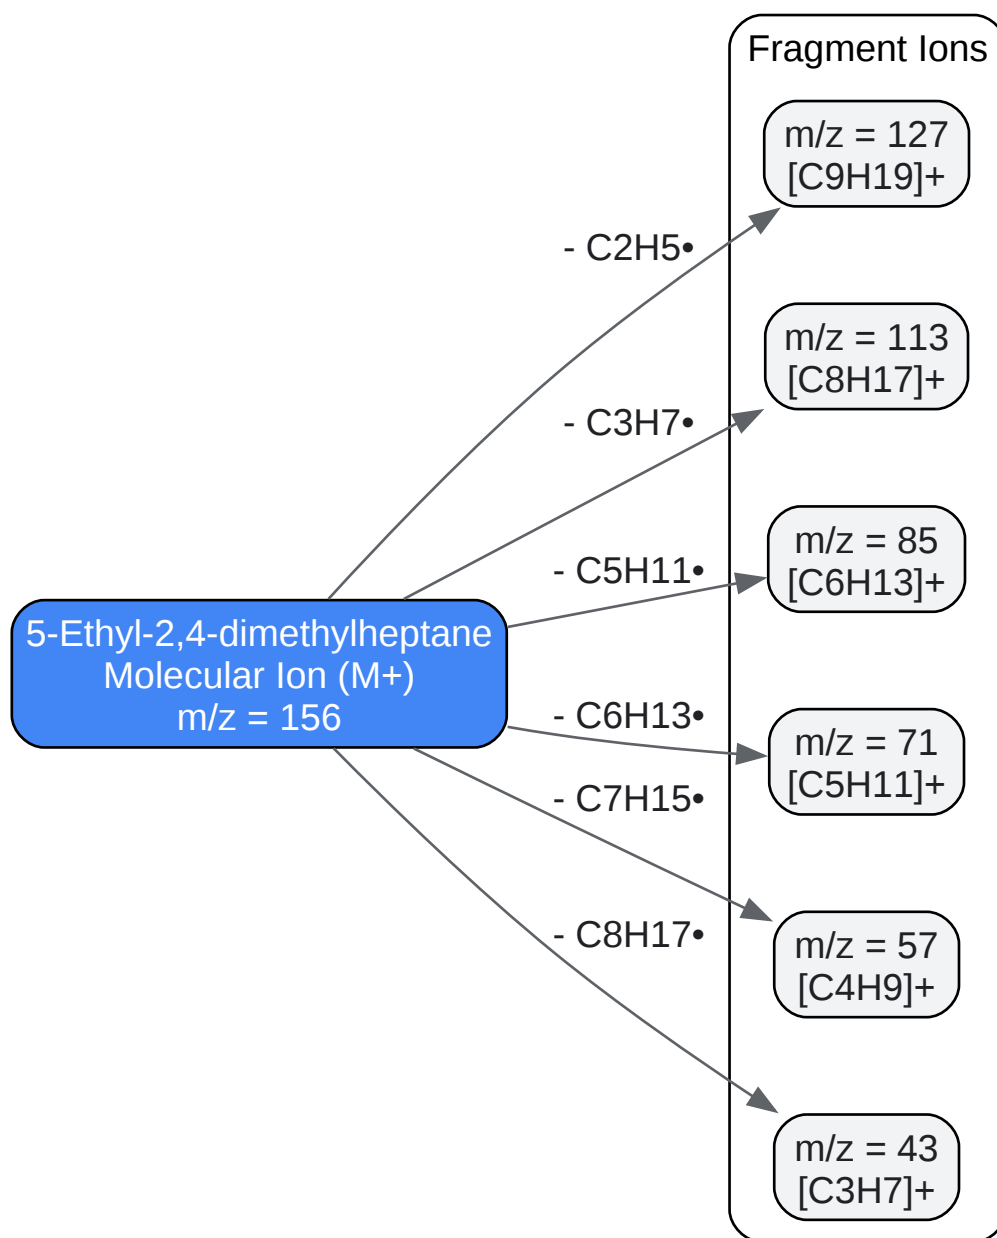 Fragment Ions
m/z = 127
[C9H19]+
- C2H5•
m/z = 113
[C8H17]+
- C3H7•
m/z = 85
[C6H13]+
- C5H11•
5-Ethyl-2,4-dimethylheptane
Molecular Ion (M+)
m/z = 156
- C6H13•
m/z = 71
[C5H11]+
- C7H15•
m/z = 57
[C4H9]+
- C8H17•
m/z = 43
[C3H7]+